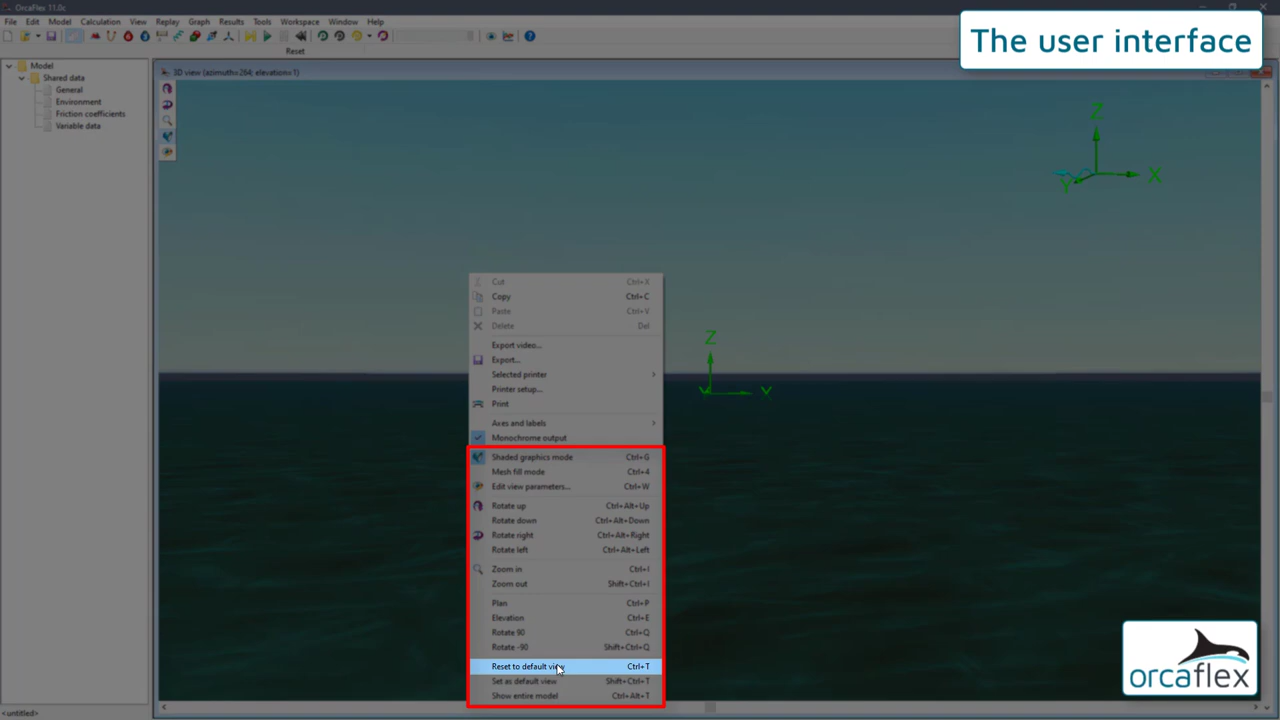 OrcaFlex 11.0c
The user interface
File Edit Model Calculation View Replay Graph Results Tools Workspace Window Help
Reset
Model
Shared data
General
Environment
Friction coefficients
Variable data
3D view (azimuth=264; elevation=1)
Z
X
Y
Z
Y
Cut Ctrl+X
Copy Ctrl+C
Paste Ctrl+V
Delete Del
Export video...
Export...
Selected printer
Printer setup...
Print
Axes and labels
Monochrome output
Shaded graphics mode Ctrl+G
Mesh fill mode Ctrl+4
Edit view parameters... Ctrl+W
Rotate up Ctrl+Alt+Up
Rotate down Ctrl+Alt+Down
Rotate right Ctrl+Alt+Right
Rotate left Ctrl+Alt+Left
Zoom in Ctrl+I
Zoom out Shift+Ctrl+I
Plan Ctrl+P
Elevation Ctrl+E
Rotate 90 Ctrl+Q
Rotate -90 Shift+Ctrl+Q
Reset to default view Ctrl+T
Set as default view Shift+Ctrl+T
Show entire model Ctrl+Alt+T
orcaflex
<untitled>